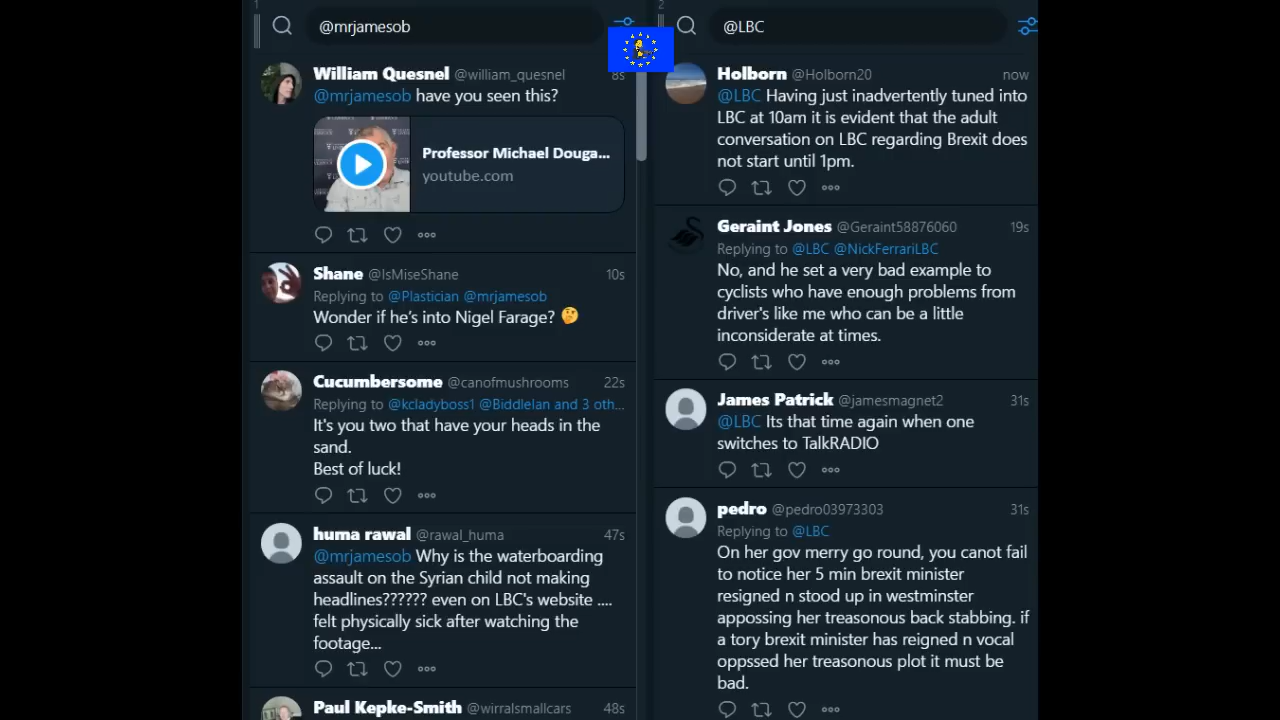 1
@mrjamesob
William Quesnel @william_quesnel 8s
@mrjamesob have you seen this?
Professor Michael Douga...
youtube.com
Shane @IsMiseShane 10s
Replying to @Plastician @mrjamesob
Wonder if he's into Nigel Farage? 🤔
Cucumbersome @canofmushrooms 22s
Replying to @kcladyboss1 @BiddleIan and 3 oth...
It's you two that have your heads in the
sand.
Best of luck!
huma rawal @rawal_huma 47s
@mrjamesob Why is the waterboarding
assault on the Syrian child not making
headlines?????? even on LBC's website ....
felt physically sick after watching the
footage...
Paul Kepke-Smith @wirralsmallcars 48s
2
@LBC
Holborn @Holborn20 now
@LBC Having just inadvertently tuned into
LBC at 10am it is evident that the adult
conversation on LBC regarding Brexit does
not start until 1pm.
Geraint Jones @Geraint58876060 19s
Replying to @LBC @NickFerrariLBC
No, and he set a very bad example to
cyclists who have enough problems from
driver's like me who can be a little
inconsiderate at times.
James Patrick @jamesmagnet2 31s
@LBC Its that time again when one
switches to TalkRADIO
pedro @pedro03973303 31s
Replying to @LBC
On her gov merry go round, you canot fail
to notice her 5 min brexit minister
resigned n stood up in westminster
apposing her treasonous back stabbing. if
a tory brexit minister has reigned n vocal
oppssed her treasonous plot it must be
bad.